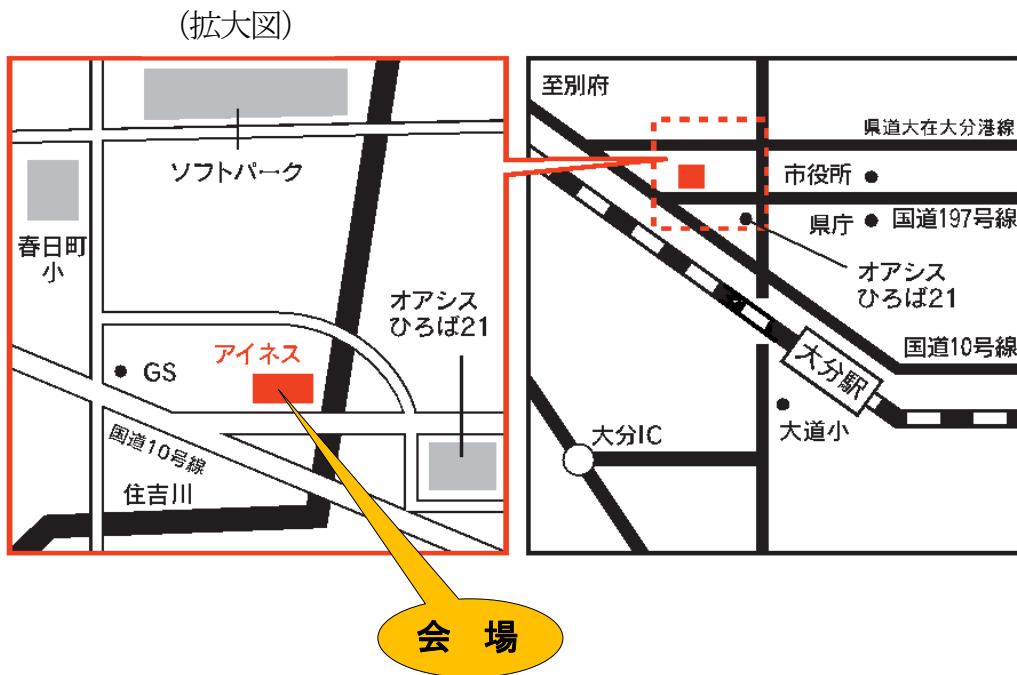 (拡大図)
ソフトパーク
春日町
小
オアシス
ひろば21
アイネス
GS
国道10号線
住吉川
会 場
至別府
県道大在大分港線
市役所
県庁
国道197号線
オアシス
ひろば21
国道10号線
大分駅
大道小
大分IC